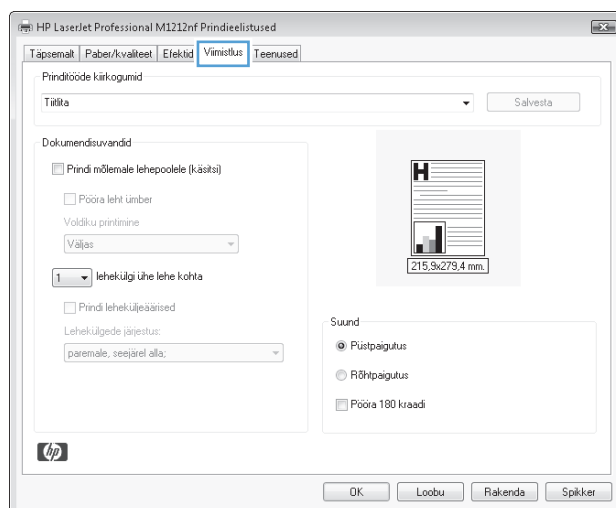 HP LaserJet Professional M1212nf Prindieelistused
Täpsemalt Paber/kvaliteet Efektid Viimistlus Teenused
Prinditööde kiirkogumid
Tiitlita
Salvesta
Dokumendisuvandid
Prindi mõlemale lehepoolele (käsitsi)
Pööra leht ümber
Voldiku printimine
Väljas
1 lehekülgi ühe lehe kohta
Prindi leheküljeäärised
Lehekülgede järjestus:
paremale, seejärel alla;
H
215,9x279,4 mm.
Suund
Püstpaigutus
Rõhtpaigutus
Pööra 180 kraadi
hp
OK Loobu Rakenda Spikker